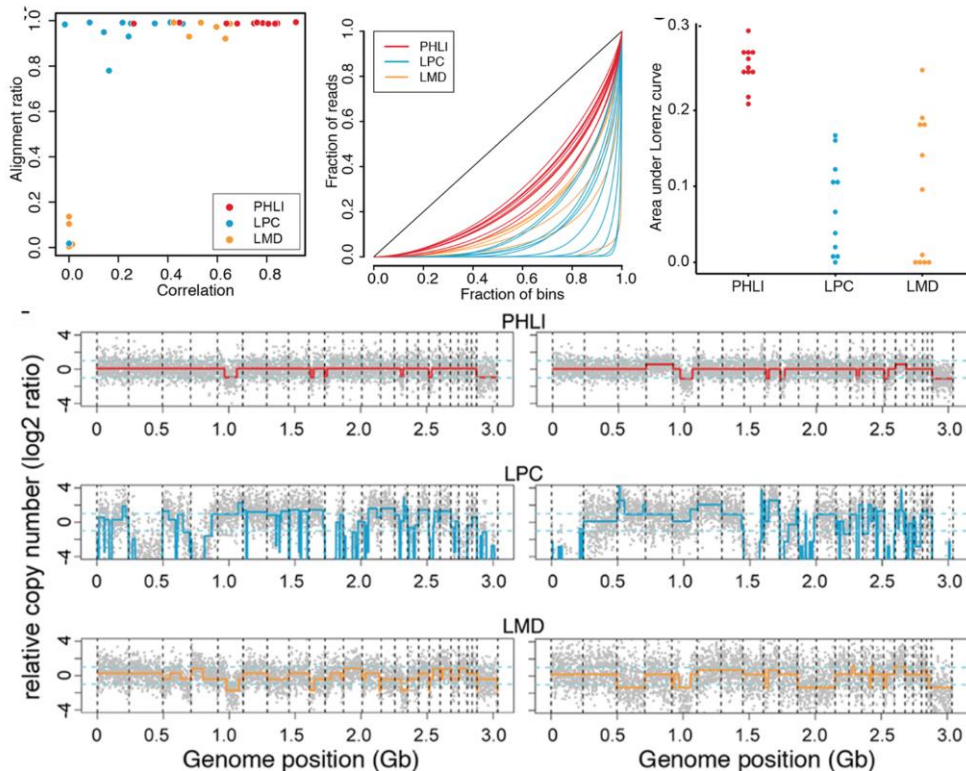 Alignment ratio
1.0
0.8
0.6
0.4
0.2
0.0
PHLI
LPC
LMD
0.0 0.2 0.4 0.6 0.8
Correlation
Fraction of reads
1.0
0.8
0.6
0.4
0.2
0.0
PHLI
LPC
LMD
0.0 0.2 0.4 0.6 0.8 1.0
Fraction of bins
Area under Lorenz curve
0.3
0.2
0.1
0.0
PHLI LPC LMD
relative copy number (log2 ratio)
PHLI
4
0
-4
0 0.5 1.0 1.5 2.0 2.5 3.0
0 0.5 1.0 1.5 2.0 2.5 3.0
LPC
4
0
-4
0 0.5 1.0 1.5 2.0 2.5 3.0
0 0.5 1.0 1.5 2.0 2.5 3.0
LMD
4
0
-4
0 0.5 1.0 1.5 2.0 2.5 3.0
0 0.5 1.0 1.5 2.0 2.5 3.0
Genome position (Gb)
Genome position (Gb)